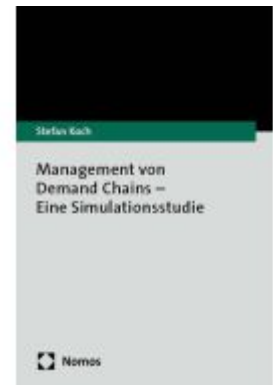 Stefan Koch
Management von
Demand Chains –
Eine Simulationsstudie
Nomos